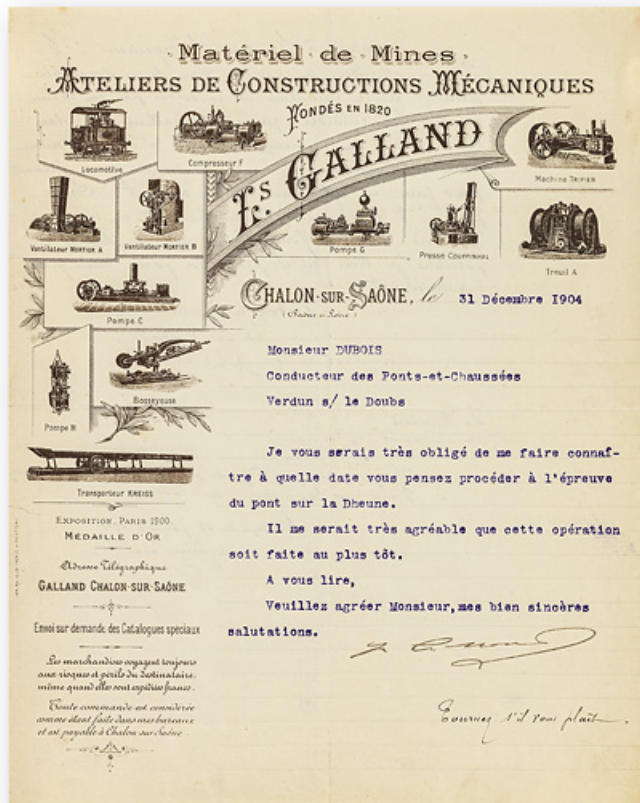 Matériel de Mines
ATELIERS DE CONSTRUCTIONS MÉCANIQUES
FONDÉS EN 1820
Ets GALLAND
Locomotive
Compresseur F
Machine TRIPIER
Ventilateur MORTIER A
Ventilateur MORTIER B
Pompe G
Presse COUFFINHAL
Treuil A
Pompe C
CHALON-SUR-SAÔNE, le 31 Décembre 1904
(Saône-et-Loire)
Monsieur DUBOIS
Conducteur des Ponts-et-Chaussées
Verdun s/ le Doubs
Pompe H
Bosseyeuse
Transporteur KREISS
Je vous serais très obligé de me faire connaî-
tre à quelle date vous pensez procéder à l'épreuve
du pont sur la Dheune.
Il me serait très agréable que cette opération
soit faite au plus tôt.
A vous lire,
Veuillez agréer Monsieur, mes bien sincères
salutations.
EXPOSITION, PARIS 1900
MÉDAILLE D'OR
Adresse Télégraphique
GALLAND CHALON-SUR-SAÔNE
Envoi sur demande des Catalogues spéciaux
Les marchandises voyagent toujours
aux risques et périls du destinataire,
même quand elles sont expédiées franco.
Toute commande est considérée
comme étant faite dans mes bureaux
et est payable à Chalon-sur-Saône.
Tournez s'il vous plaît.